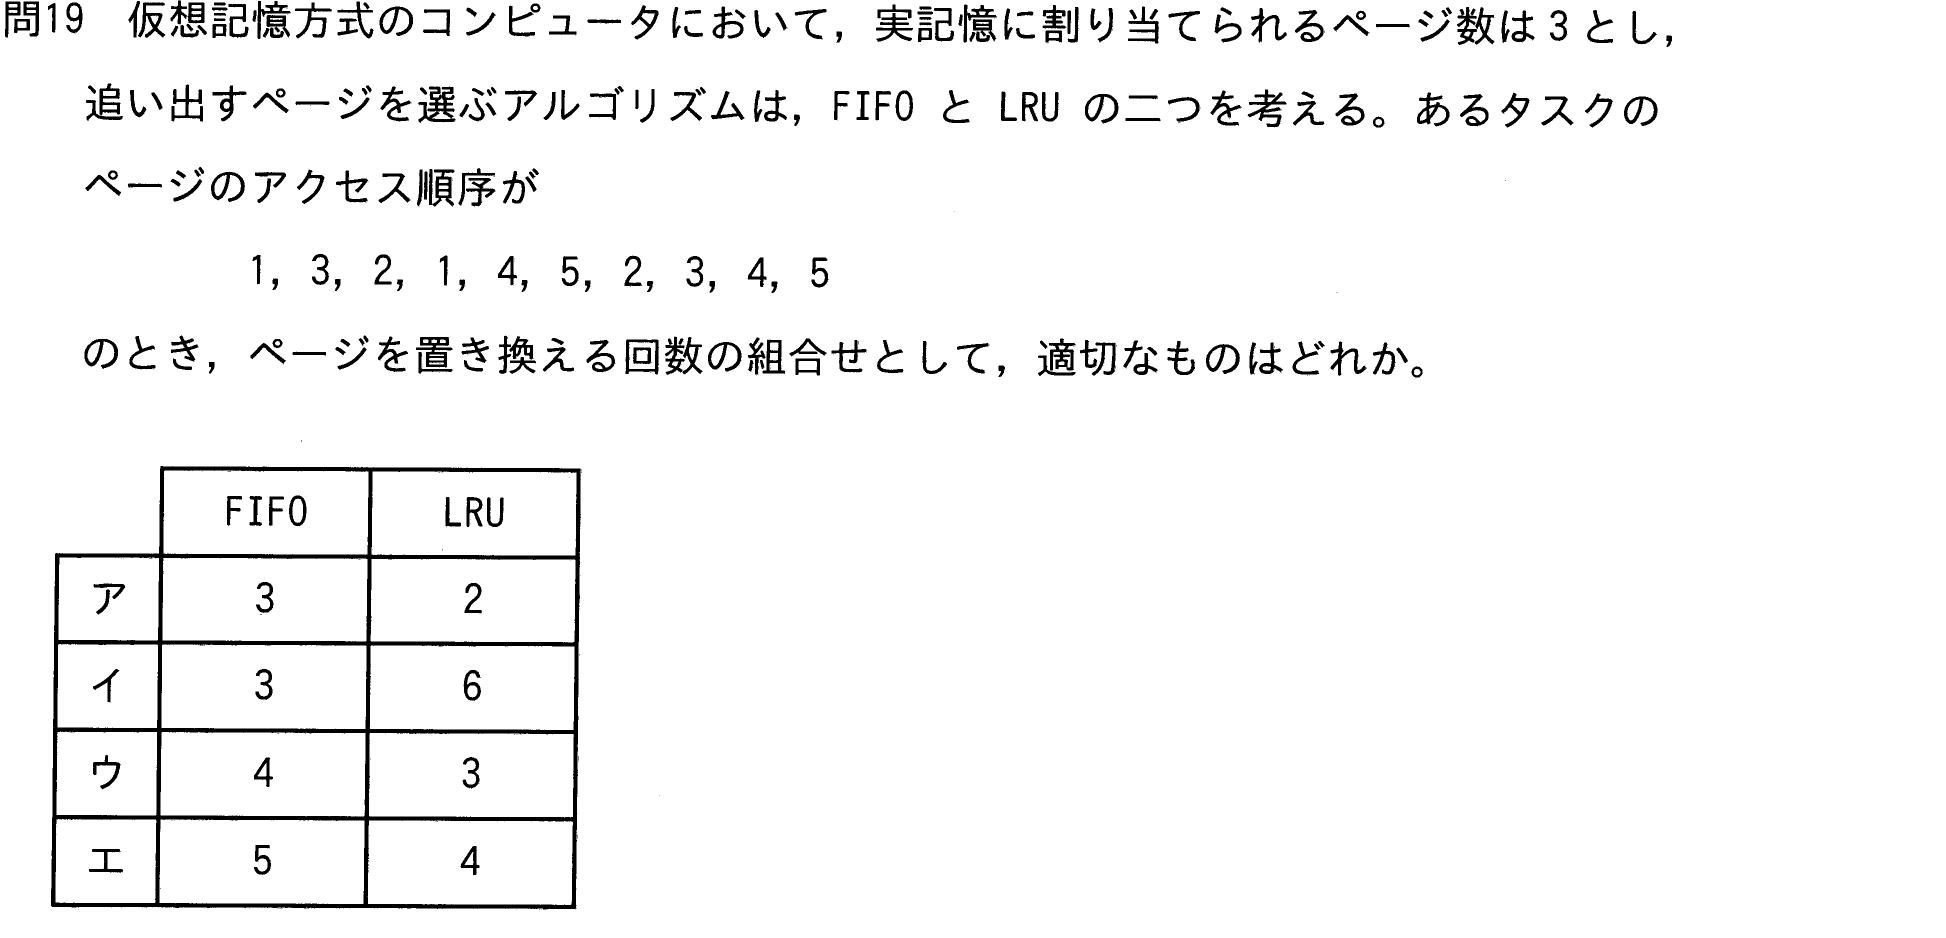 問19 仮想記憶方式のコンピュータにおいて，実記憶に割り当てられるページ数は 3 とし，
追い出すページを選ぶアルゴリズムは，FIFO と LRU の二つを考える。あるタスクの
ページのアクセス順序が
1, 3, 2, 1, 4, 5, 2, 3, 4, 5
のとき，ページを置き換える回数の組合せとして，適切なものはどれか。
FIFO LRU
ア 3 2
イ 3 6
ウ 4 3
エ 5 4